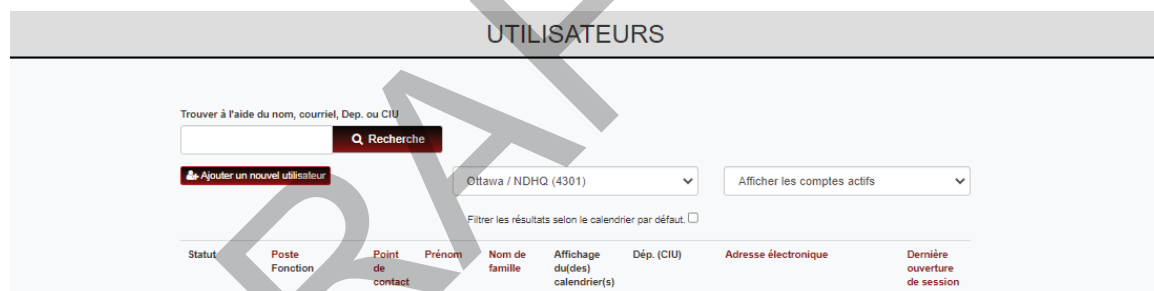 UTILISATEURS
Trouver à l'aide du nom, courriel, Dep. ou CIU
Recherche
Ajouter un nouvel utilisateur
Ottawa / NDHQ (4301)
Afficher les comptes actifs
Filtrer les résultats selon le calendrier par défaut.
Statut Poste Point Prénom Nom de Affichage Dép. (CIU) Adresse électronique Dernière
Fonction de famille du(des) ouverture
contact calendrier(s) de session